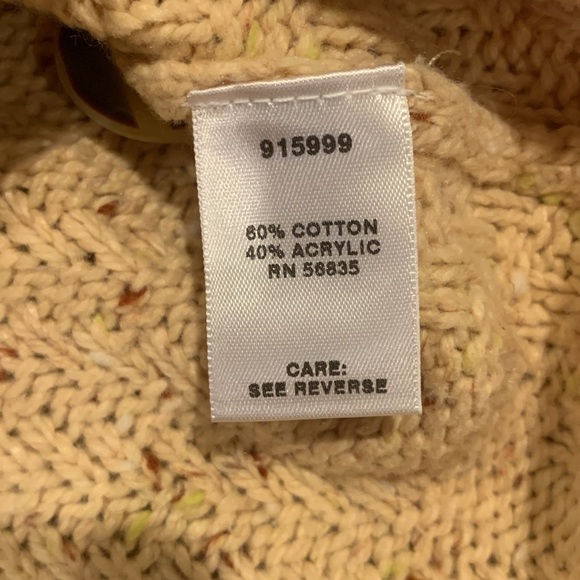 915999
60% COTTON
40% ACRYLIC
RN 56835
CARE:
SEE REVERSE